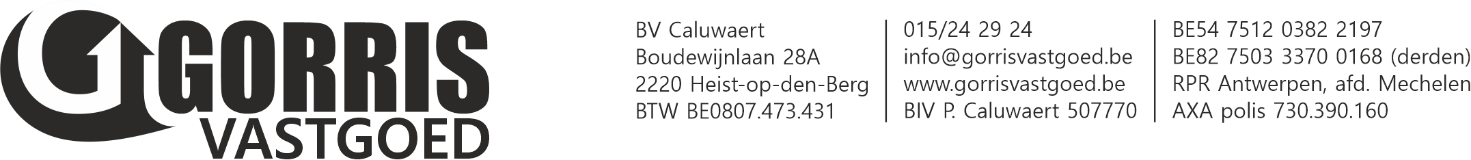 GORRIS
VASTGOED
BV Caluwaert
Boudewijnlaan 28A
2220 Heist-op-den-Berg
BTW BE0807.473.431
015/24 29 24
info@gorrisvastgoed.be
www.gorrisvastgoed.be
BIV P. Caluwaert 507770
BE54 7512 0382 2197
BE82 7503 3370 0168 (derden)
RPR Antwerpen, afd. Mechelen
AXA polis 730.390.160